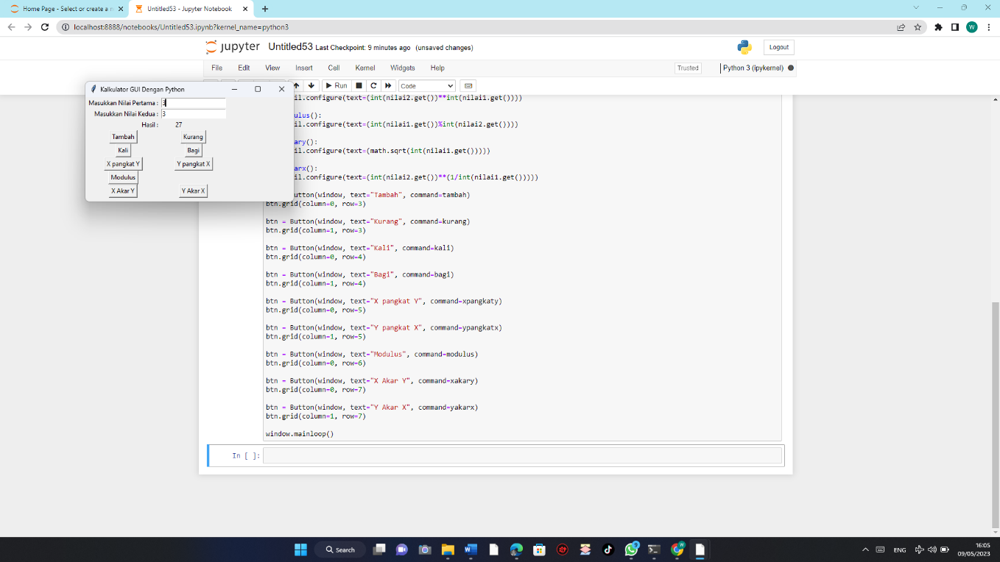 Home Page - Select or create a n
Untitled53 - Jupyter Notebook
localhost:8888/notebooks/Untitled53.ipynb?kernel_name=python3
W
jupyter Untitled53 Last Checkpoint: 9 minutes ago (unsaved changes)
Logout
File Edit View Insert Cell Kernel Widgets Help
Trusted
Python 3 (ipykernel)
Run
Code
Kalkulator GUI Dengan Python
Masukkan Nilai Pertama : 3
Masukkan Nilai Kedua : 3
Hasil : 27
Tambah Kurang
Kali Bagi
X pangkat Y Y pangkat X
Modulus
X Akar Y Y Akar X
il.configure(text=(int(nilai2.get())**int(nilai1.get())))
ulus():
il.configure(text=(int(nilai1.get())%int(nilai2.get())))
ary():
il.configure(text=(math.sqrt(int(nilai1.get()))))
arx():
il.configure(text=(int(nilai2.get())**(1/int(nilai1.get()))))
utton(window, text="Tambah", command=tambah)
btn.grid(column=0, row=3)
btn = Button(window, text="Kurang", command=kurang)
btn.grid(column=1, row=3)
btn = Button(window, text="Kali", command=kali)
btn.grid(column=0, row=4)
btn = Button(window, text="Bagi", command=bagi)
btn.grid(column=1, row=4)
btn = Button(window, text="X pangkat Y", command=xpangkaty)
btn.grid(column=0, row=5)
btn = Button(window, text="Y pangkat X", command=ypangkatx)
btn.grid(column=1, row=5)
btn = Button(window, text="Modulus", command=modulus)
btn.grid(column=0, row=6)
btn = Button(window, text="X Akar Y", command=xakary)
btn.grid(column=0, row=7)
btn = Button(window, text="Y Akar X", command=yakarx)
btn.grid(column=1, row=7)
window.mainloop()
In [ ]:
Search
9
W
ENG
16:05
09/05/2023